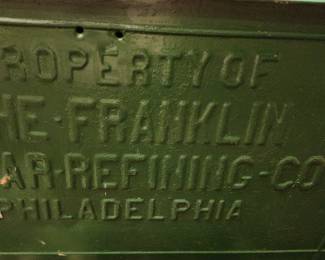 ROPERTY OF
HE·FRANKLIN
AR-REFINING-CO
PHILADELPHIA